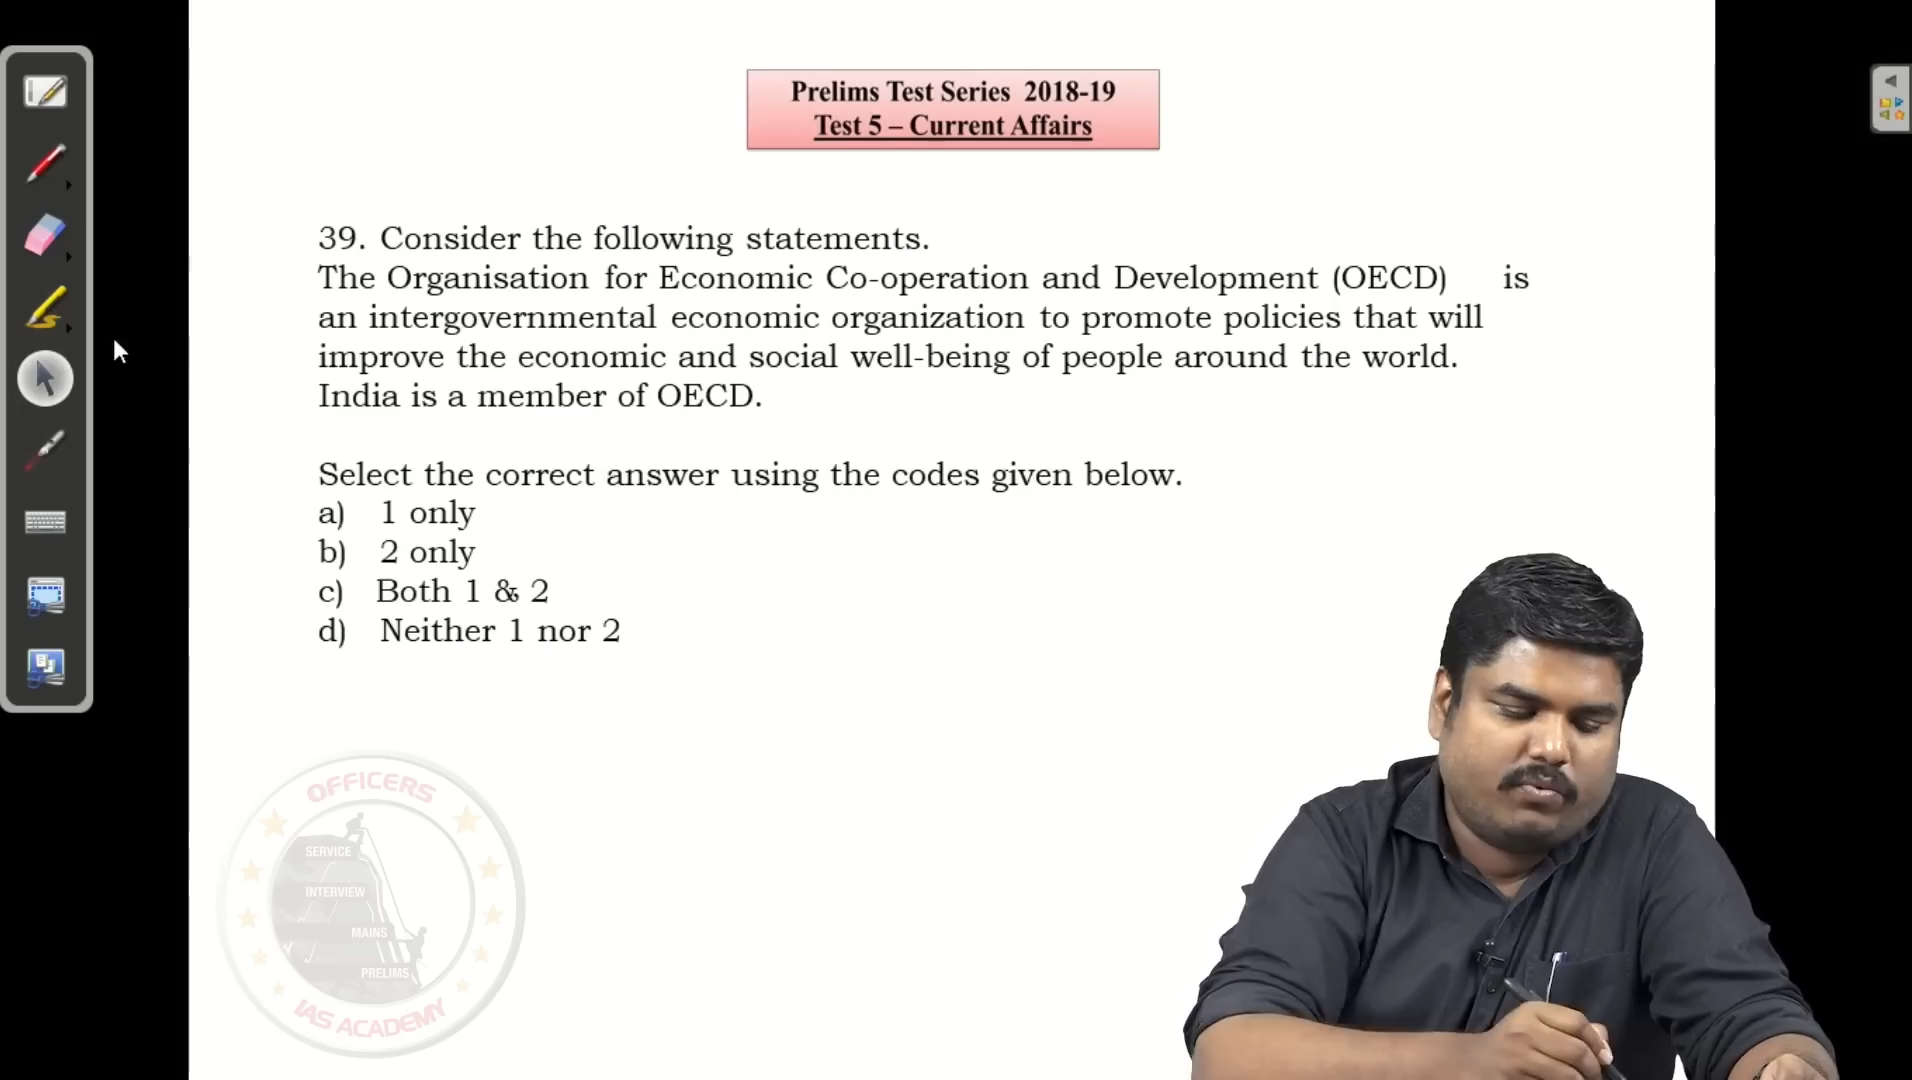 Prelims Test Series 2018-19
Test 5 – Current Affairs
39. Consider the following statements.
The Organisation for Economic Co-operation and Development (OECD) is
an intergovernmental economic organization to promote policies that will
improve the economic and social well-being of people around the world.
India is a member of OECD.
Select the correct answer using the codes given below.
a) 1 only
b) 2 only
c) Both 1 & 2
d) Neither 1 nor 2
OFFICERS
SERVICE
INTERVIEW
MAINS
PRELIMS
IAS ACADEMY